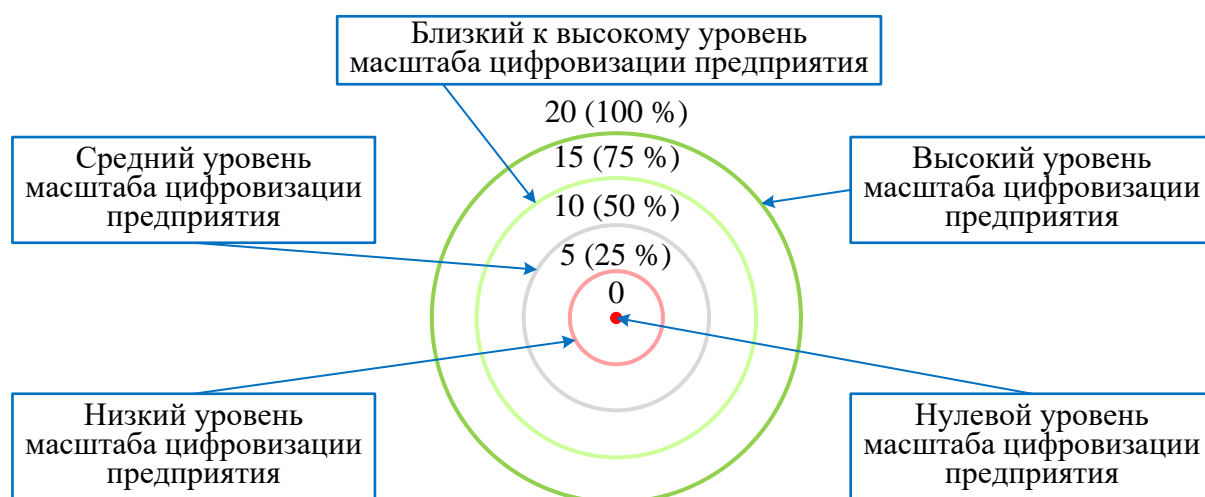 Близкий к высокому уровень
масштаба цифровизации предприятия
20 (100 %)
Средний уровень
масштаба цифровизации
предприятия
15 (75 %)
Высокий уровень
масштаба цифровизации
предприятия
10 (50 %)
5 (25 %)
0
Низкий уровень
масштаба цифровизации
предприятия
Нулевой уровень
масштаба цифровизации
предприятия